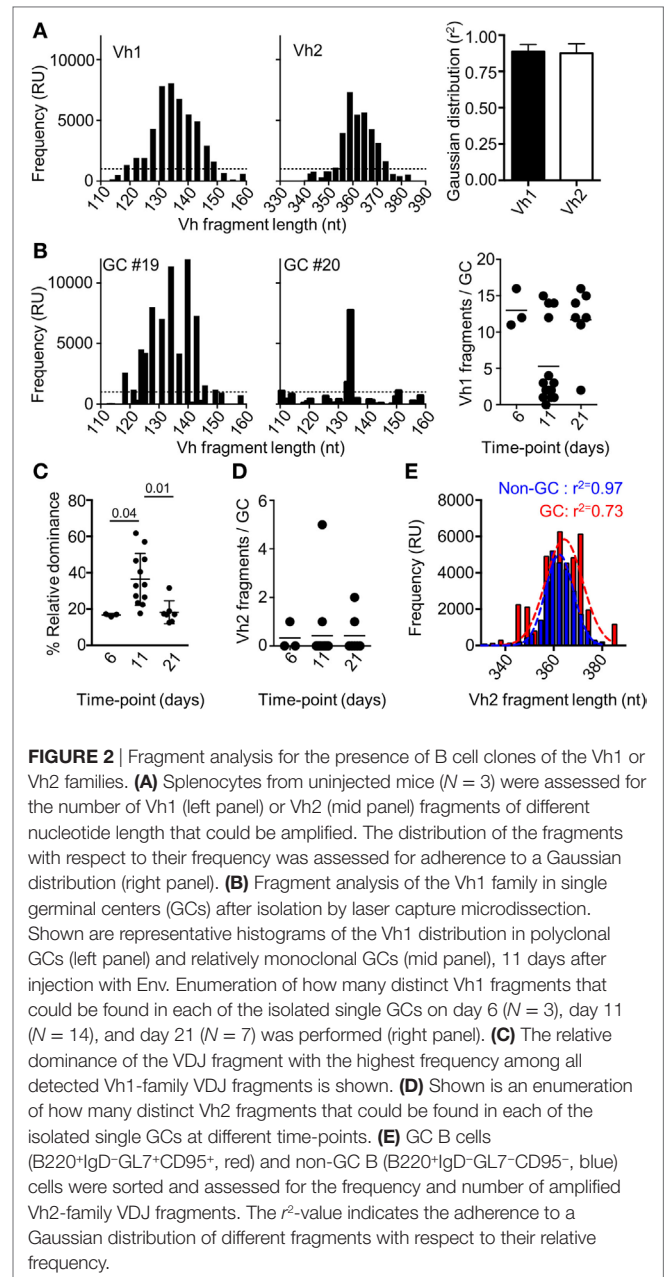 A
Vh1
Vh2
Frequency (RU)
10000
5000
0
110 120 130 140 150 160
330 340 350 360 370 380 390
Vh fragment length (nt)
Gaussian distribution (r²)
1.00
0.75
0.50
0.25
0.00
Vh1
Vh2
B
GC #19
GC #20
Frequency (RU)
10000
5000
0
110 120 130 140 150 160
110 120 130 140 150 160
Vh fragment length (nt)
Vh1 fragments / GC
20
15
10
5
0
6 11 21
Time-point (days)
C
% Relative dominance
80
60
40
20
0
0.04
0.01
6 11 21
Time-point (days)
D
Vh2 fragments / GC
6
4
2
0
6 11 21
Time-point (days)
E
Non-GC : r²=0.97
GC: r²=0.73
Frequency (RU)
8000
6000
4000
2000
0
340 360 380
Vh2 fragment length (nt)
FIGURE 2 | Fragment analysis for the presence of B cell clones of the Vh1 or
Vh2 families. (A) Splenocytes from uninjected mice (N = 3) were assessed for
the number of Vh1 (left panel) or Vh2 (mid panel) fragments of different
nucleotide length that could be amplified. The distribution of the fragments
with respect to their frequency was assessed for adherence to a Gaussian
distribution (right panel). (B) Fragment analysis of the Vh1 family in single
germinal centers (GCs) after isolation by laser capture microdissection.
Shown are representative histograms of the Vh1 distribution in polyclonal
GCs (left panel) and relatively monoclonal GCs (mid panel), 11 days after
injection with Env. Enumeration of how many distinct Vh1 fragments that
could be found in each of the isolated single GCs on day 6 (N = 3), day 11
(N = 14), and day 21 (N = 7) was performed (right panel). (C) The relative
dominance of the VDJ fragment with the highest frequency among all
detected Vh1-family VDJ fragments is shown. (D) Shown is an enumeration
of how many distinct Vh2 fragments that could be found in each of the
isolated single GCs at different time-points. (E) GC B cells
(B220⁺IgD⁻GL7⁺CD95⁺, red) and non-GC B (B220⁺IgD⁻GL7⁻CD95⁻, blue)
cells were sorted and assessed for the frequency and number of amplified
Vh2-family VDJ fragments. The r²-value indicates the adherence to a
Gaussian distribution of different fragments with respect to their relative
frequency.